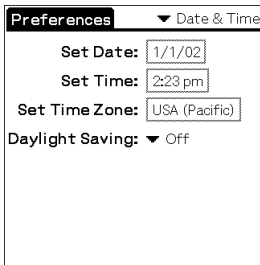 Preferences Date & Time
Set Date: 1/1/02
Set Time: 2:23 pm
Set Time Zone: USA (Pacific)
Daylight Saving: Off